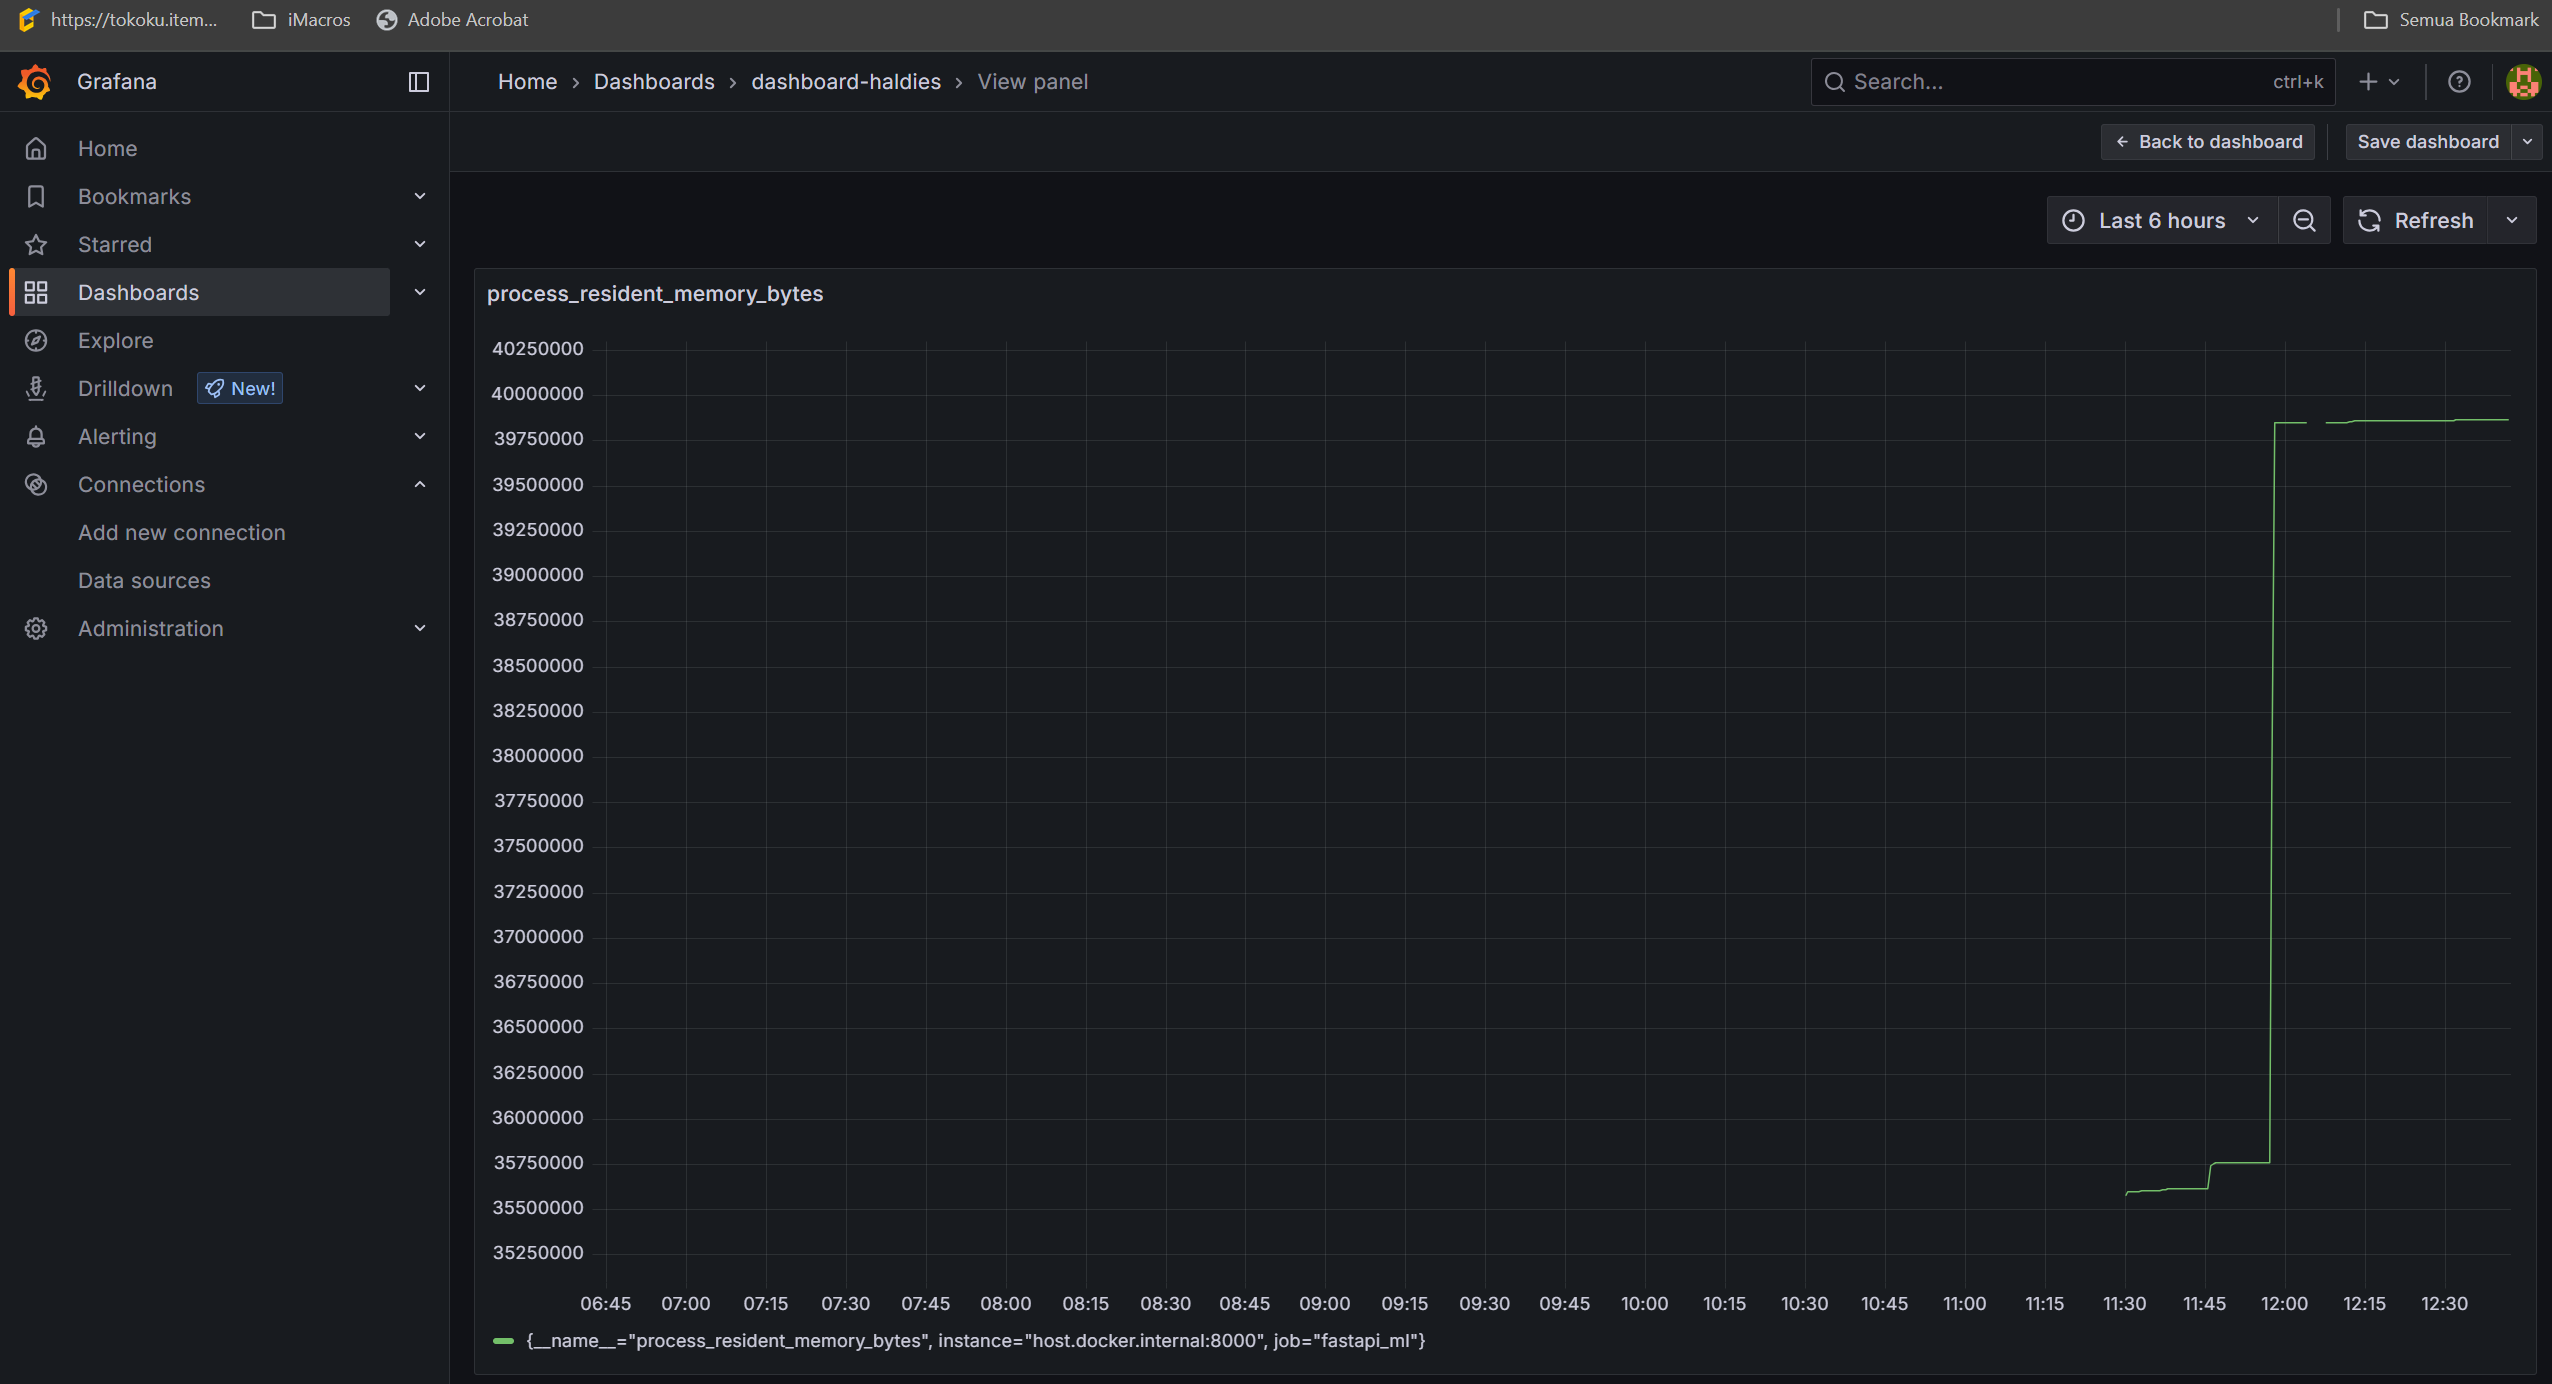 https://tokoku.item...
iMacros
Adobe Acrobat
Semua Bookmark
Grafana
Home › Dashboards › dashboard-haldies › View panel
Search...
ctrl+k
Home
Bookmarks
Starred
Dashboards
Explore
Drilldown
New!
Alerting
Connections
Add new connection
Data sources
Administration
Back to dashboard
Save dashboard
Last 6 hours
Refresh
process_resident_memory_bytes
40250000
40000000
39750000
39500000
39250000
39000000
38750000
38500000
38250000
38000000
37750000
37500000
37250000
37000000
36750000
36500000
36250000
36000000
35750000
35500000
35250000
06:45 07:00 07:15 07:30 07:45 08:00 08:15 08:30 08:45 09:00 09:15 09:30 09:45 10:00 10:15 10:30 10:45 11:00 11:15 11:30 11:45 12:00 12:15 12:30
{__name__="process_resident_memory_bytes", instance="host.docker.internal:8000", job="fastapi_ml"}